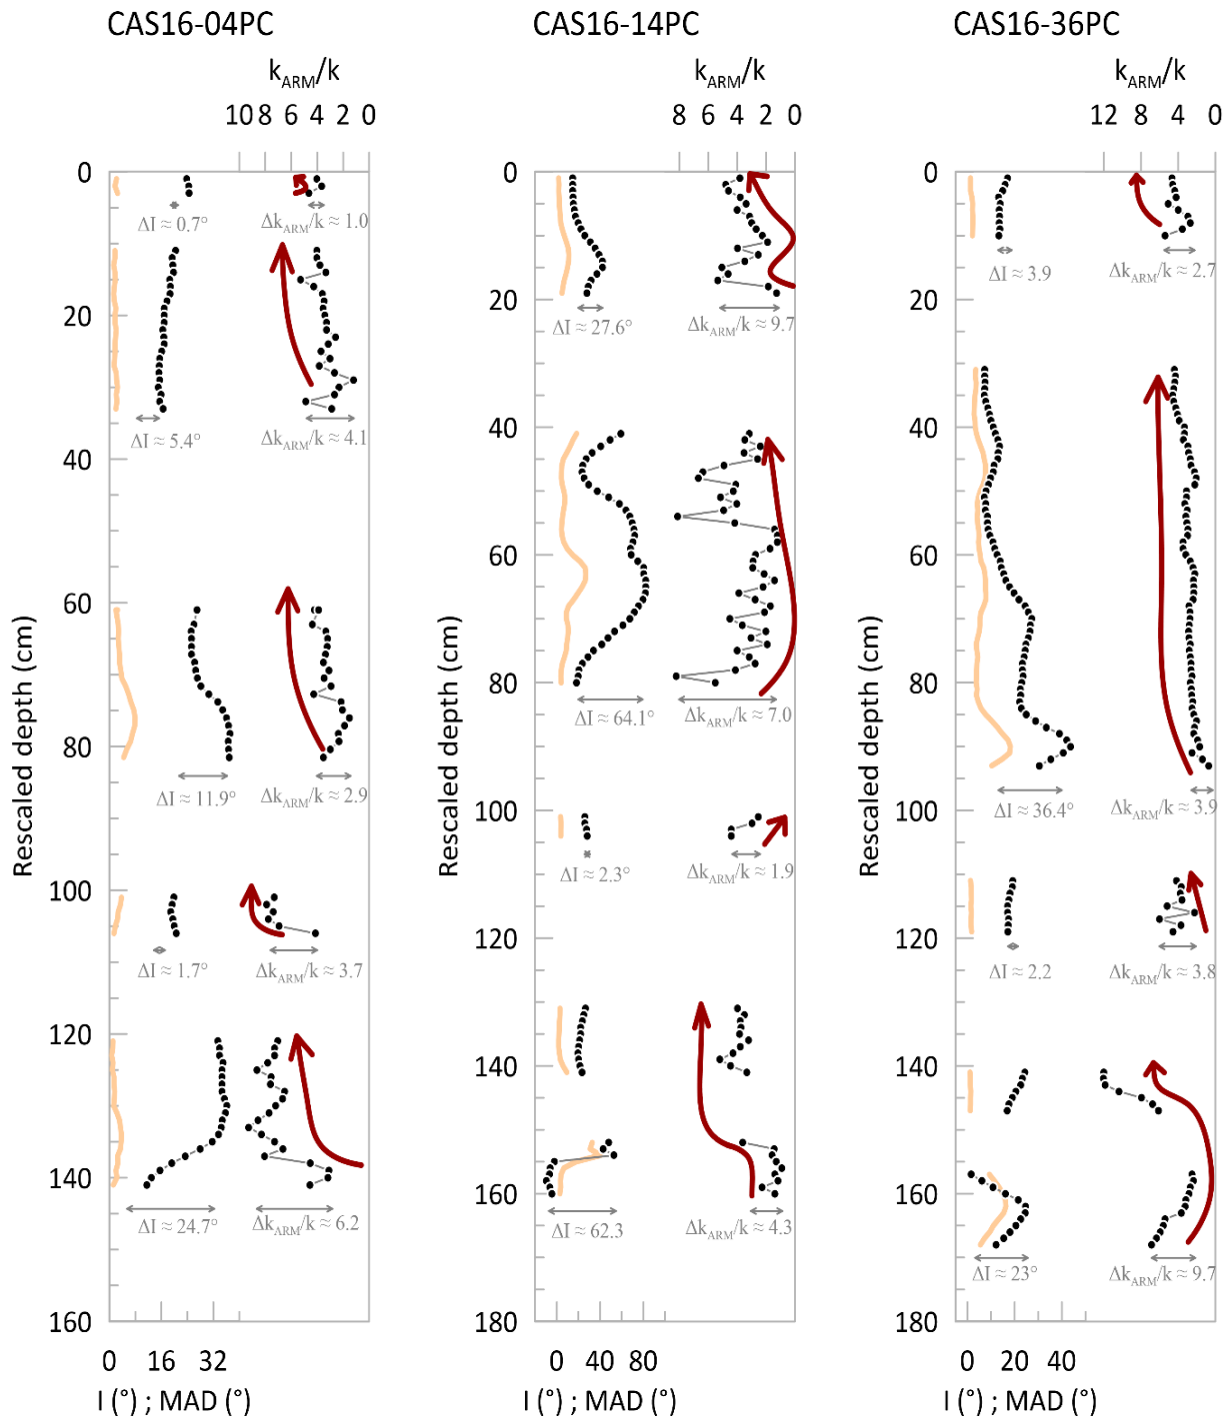 CAS16-04PC
CAS16-14PC
CAS16-36PC
kARM/k
kARM/k
kARM/k
10 8 6 4 2 0
8 6 4 2 0
12 8 4 0
0
20
40
60
80
100
120
140
160
Rescaled depth (cm)
ΔI ≈ 0.7°
ΔkARM/k ≈ 1.0
ΔI ≈ 5.4°
ΔkARM/k ≈ 4.1
ΔI ≈ 11.9°
ΔkARM/k ≈ 2.9
ΔI ≈ 1.7°
ΔkARM/k ≈ 3.7
ΔI ≈ 24.7°
ΔkARM/k ≈ 6.2
0 16 32
I (°) ; MAD (°)
0
20
40
60
80
100
120
140
160
180
Rescaled depth (cm)
ΔI ≈ 27.6°
ΔkARM/k ≈ 9.7
ΔI ≈ 64.1°
ΔkARM/k ≈ 7.0
ΔI ≈ 2.3°
ΔkARM/k ≈ 1.9
ΔI ≈ 62.3
ΔkARM/k ≈ 4.3
0 40 80
I (°) ; MAD (°)
0
20
40
60
80
100
120
140
160
180
Rescaled depth (cm)
ΔI ≈ 3.9
ΔkARM/k ≈ 2.7
ΔI ≈ 36.4°
ΔkARM/k ≈ 3.9
ΔI ≈ 2.2
ΔkARM/k ≈ 3.8
ΔI ≈ 23°
ΔkARM/k ≈ 9.7
0 20 40
I (°) ; MAD (°)